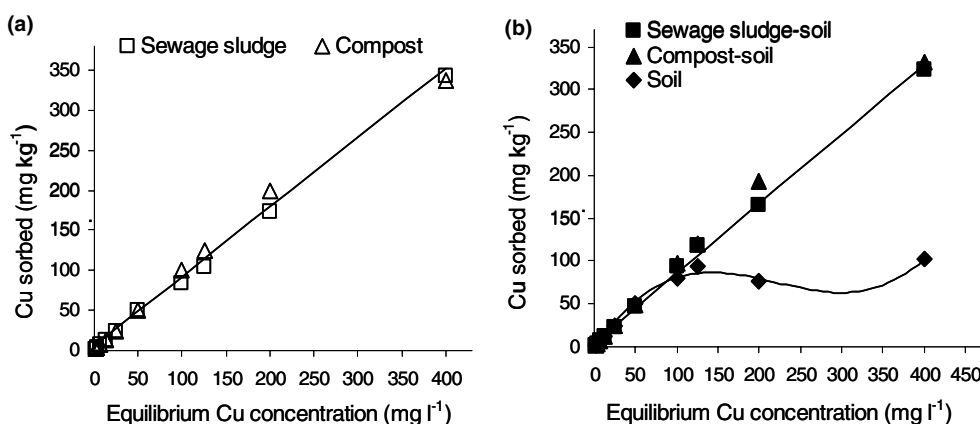 (a)
Sewage sludge Compost
350
300
250
200
150
100
50
0
Cu sorbed (mg kg⁻¹)
0 50 100 150 200 250 300 350 400
Equilibrium Cu concentration (mg l⁻¹)
(b)
Sewage sludge-soil
Compost-soil
Soil
350
300
250
200
150
100
50
0
Cu sorbed (mg kg⁻¹)
0 50 100 150 200 250 300 350 400 450
Equilibrium Cu concentration (mg l⁻¹)